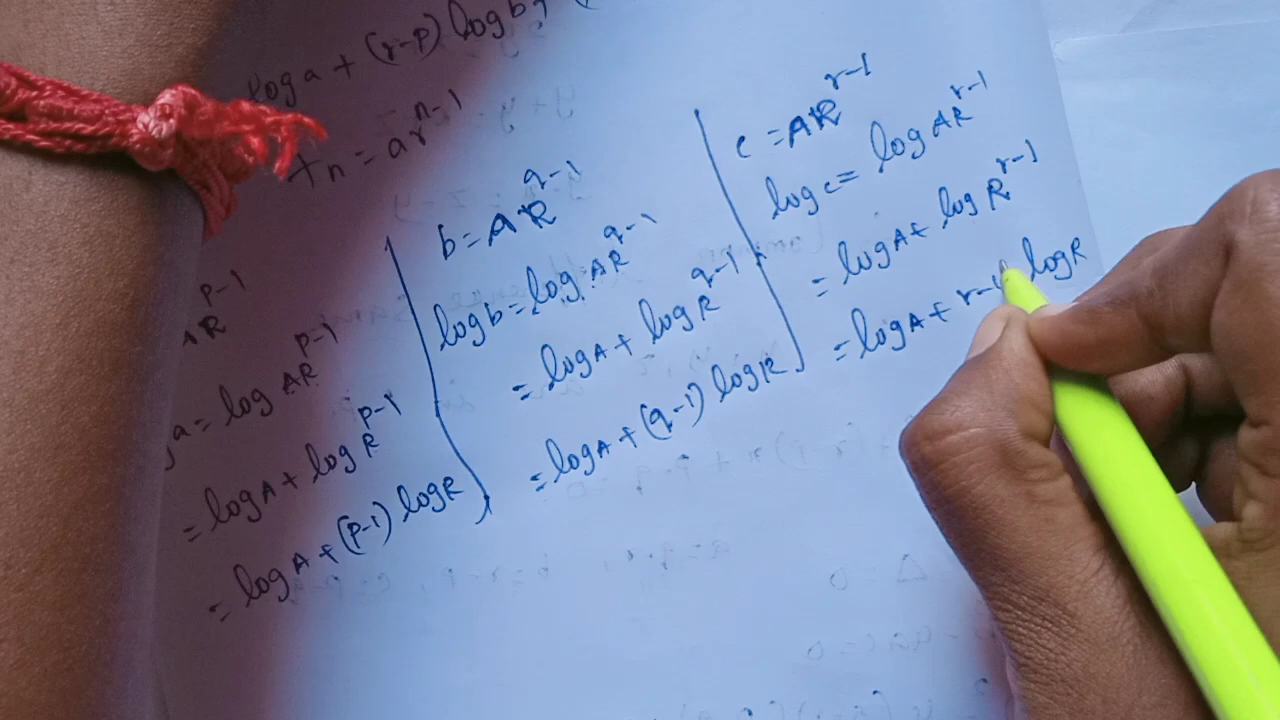 log a + (r-p) log b
tn = ar^n-1
AR^p-1
a = log AR^p-1
= log A + log R^p-1
= log A + (p-1) log R
b = AR^q-1
log b = log AR^q-1
= log A + log R^q-1
= log A + (q-1) log R
c = AR^r-1
log c = log AR^r-1
= log A + log R^r-1
= log A + r-1 log R